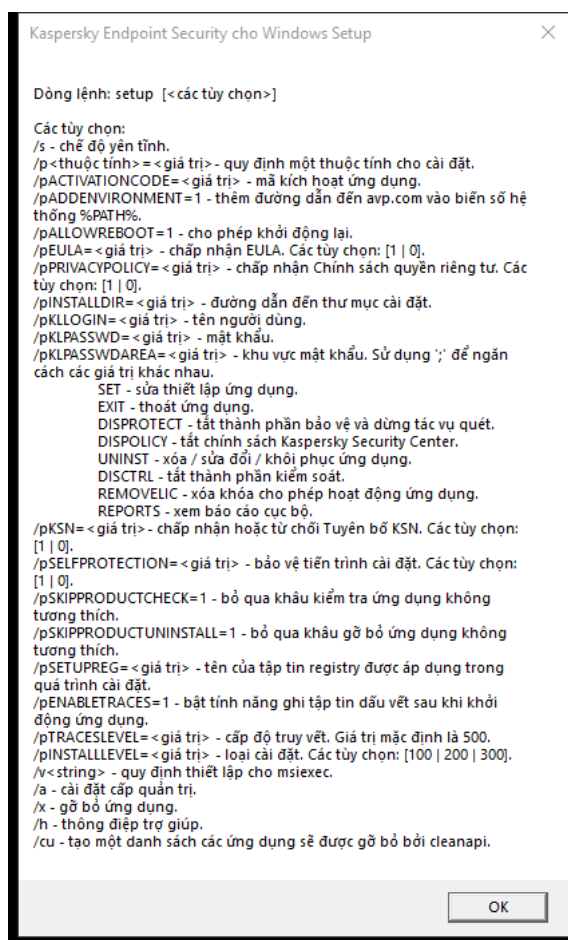 Kaspersky Endpoint Security cho Windows Setup
Dòng lệnh: setup [<các tùy chọn>]
Các tùy chọn:
/s - chế độ yên tĩnh.
/p<thuộc tính>=<giá trị>- quy định một thuộc tính cho cài đặt.
/pACTIVATIONCODE=<giá trị> - mã kích hoạt ứng dụng.
/pADDENVIRONMENT=1 - thêm đường dẫn đến avp.com vào biến số hệ
thống %PATH%.
/pALLOWREBOOT=1 - cho phép khởi động lại.
/pEULA=<giá trị> - chấp nhận EULA. Các tùy chọn: [1 | 0].
/pPRIVACYPOLICY=<giá trị> - chấp nhận Chính sách quyền riêng tư. Các
tùy chọn: [1 | 0].
/pINSTALLDIR=<giá trị> - đường dẫn đến thư mục cài đặt.
/pKLLOGIN=<giá trị> - tên người dùng.
/pKLPASSWD=<giá trị> - mật khẩu.
/pKLPASSWDAREA=<giá trị> - khu vực mật khẩu. Sử dụng ';' để ngăn
cách các giá trị khác nhau.
SET - sửa thiết lập ứng dụng.
EXIT - thoát ứng dụng.
DISPROTECT - tắt thành phần bảo vệ và dừng tác vụ quét.
DISPOLICY - tắt chính sách Kaspersky Security Center.
UNINST - xóa / sửa đổi / khôi phục ứng dụng.
DISCTRL - tắt thành phần kiểm soát.
REMOVELIC - xóa khóa cho phép hoạt động ứng dụng.
REPORTS - xem báo cáo cục bộ.
/pKSN=<giá trị>- chấp nhận hoặc từ chối Tuyên bố KSN. Các tùy chọn:
[1 | 0].
/pSELFPROTECTION=<giá trị> - bảo vệ tiến trình cài đặt. Các tùy chọn:
[1 | 0].
/pSKIPPRODUCTCHECK=1 - bỏ qua khâu kiểm tra ứng dụng không
tương thích.
/pSKIPPRODUCTUNINSTALL=1 - bỏ qua khâu gỡ bỏ ứng dụng không
tương thích.
/pSETUPREG=<giá trị> - tên của tập tin registry được áp dụng trong
quá trình cài đặt.
/pENABLETRACES=1 - bật tính năng ghi tập tin dấu vết sau khi khởi
động ứng dụng.
/pTRACESLEVEL=<giá trị> - cấp độ truy vết. Giá trị mặc định là 500.
/pINSTALLLEVEL=<giá trị> - loại cài đặt. Các tùy chọn: [100 | 200 | 300].
/v<string> - quy định thiết lập cho msiexec.
/a - cài đặt cấp quản trị.
/x - gỡ bỏ ứng dụng.
/h - thông điệp trợ giúp.
/cu - tạo một danh sách các ứng dụng sẽ được gỡ bỏ bởi cleanapi.
OK